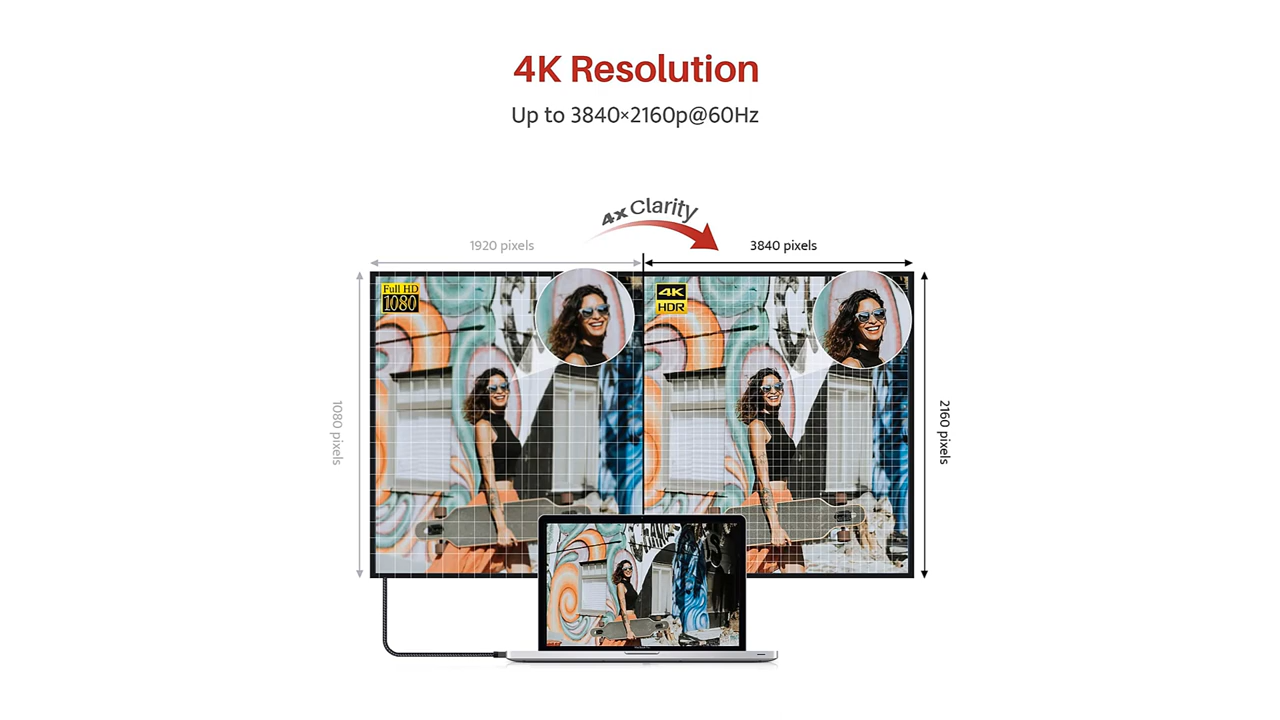 4K Resolution
Up to 3840×2160p@60Hz
4x Clarity
1920 pixels
3840 pixels
Full HD
1080
4K
HDR
1080 pixels
2160 pixels